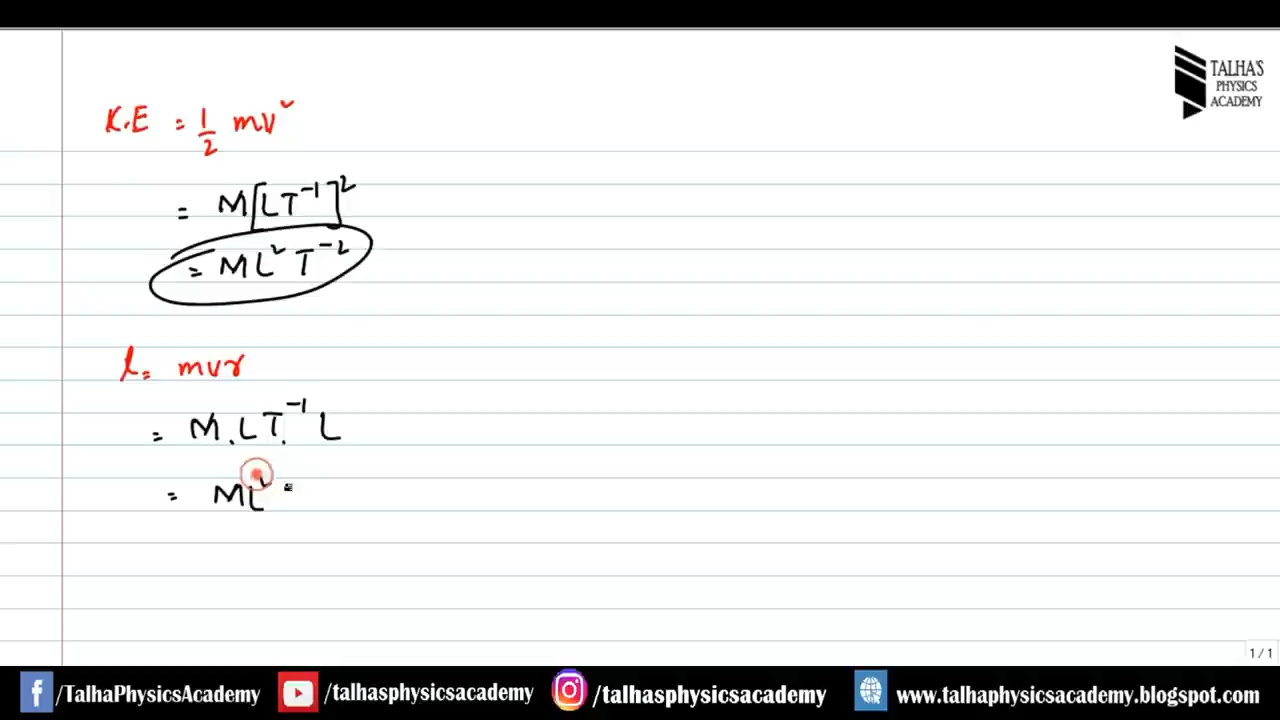 TALHA'S
PHYSICS
ACADEMY
K.E = 1/2 mv²
= M[LT⁻¹]²
= ML² T⁻²
l = mvr
= M.LT.⁻¹ L
= ML²
1 / 1
/TalhaPhysicsAcademy /talhasphysicsacademy /talhasphysicsacademy www.talhaphysicsacademy.blogspot.com